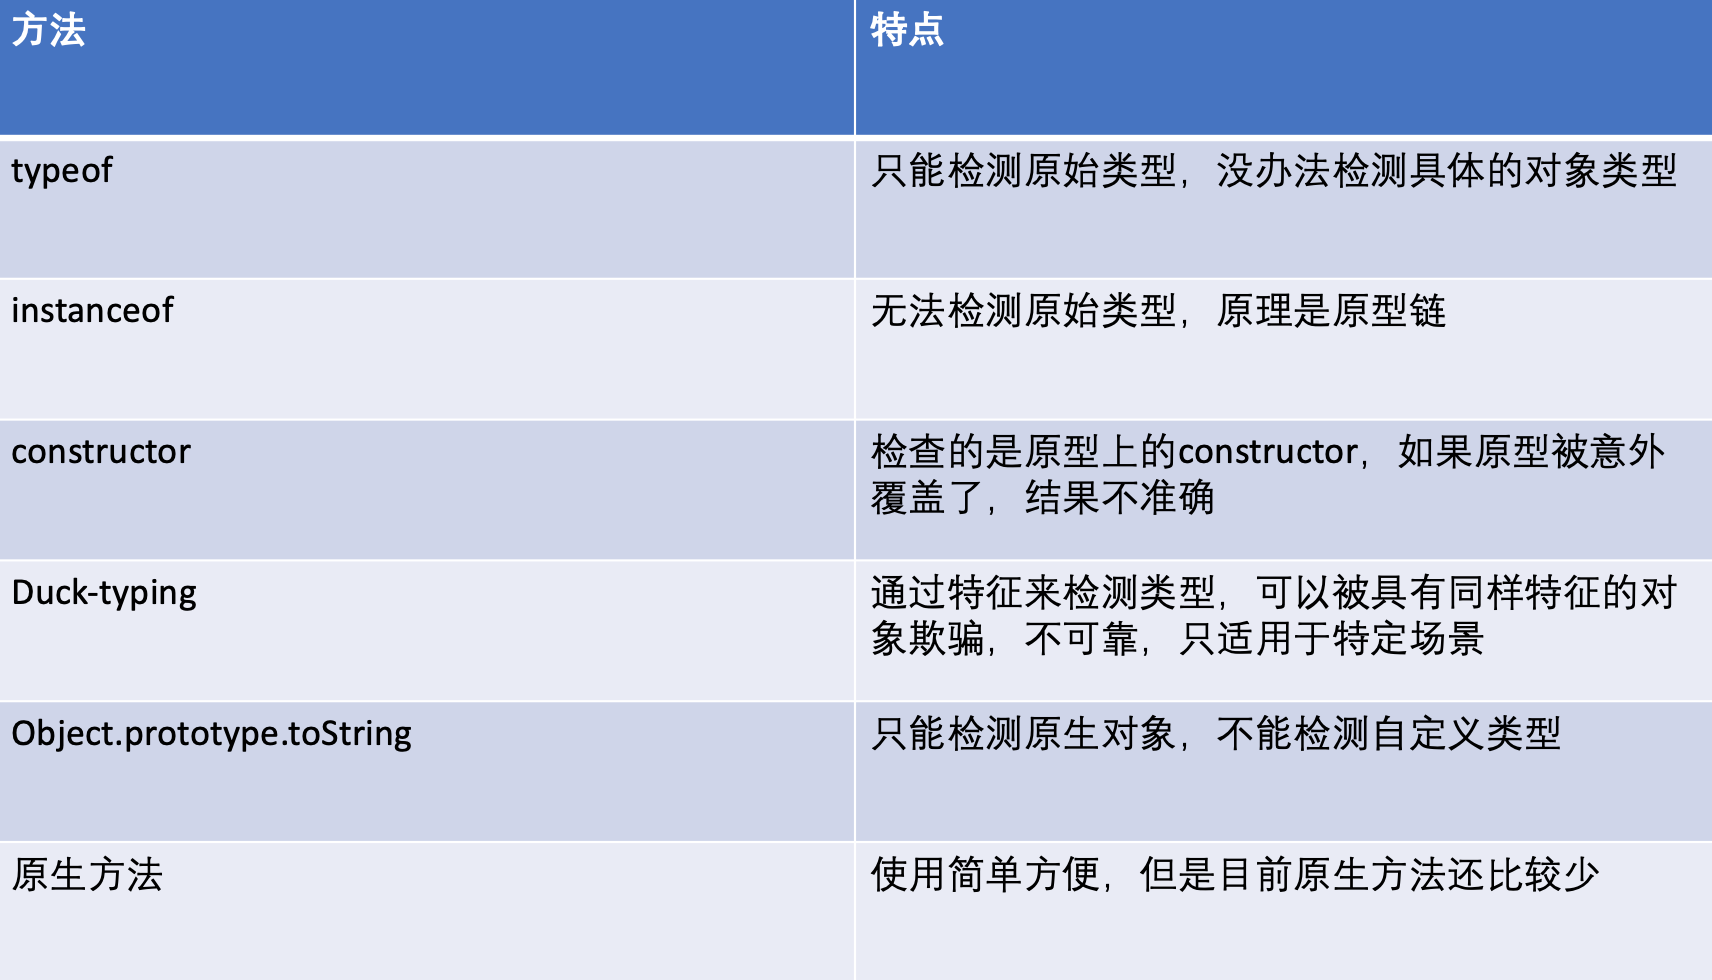 方法
特点
typeof
只能检测原始类型，没办法检测具体的对象类型
instanceof
无法检测原始类型，原理是原型链
constructor
检查的是原型上的constructor，如果原型被意外
覆盖了，结果不准确
Duck-typing
通过特征来检测类型，可以被具有同样特征的对
象欺骗，不可靠，只适用于特定场景
Object.prototype.toString
只能检测原生对象，不能检测自定义类型
原生方法
使用简单方便，但是目前原生方法还比较少